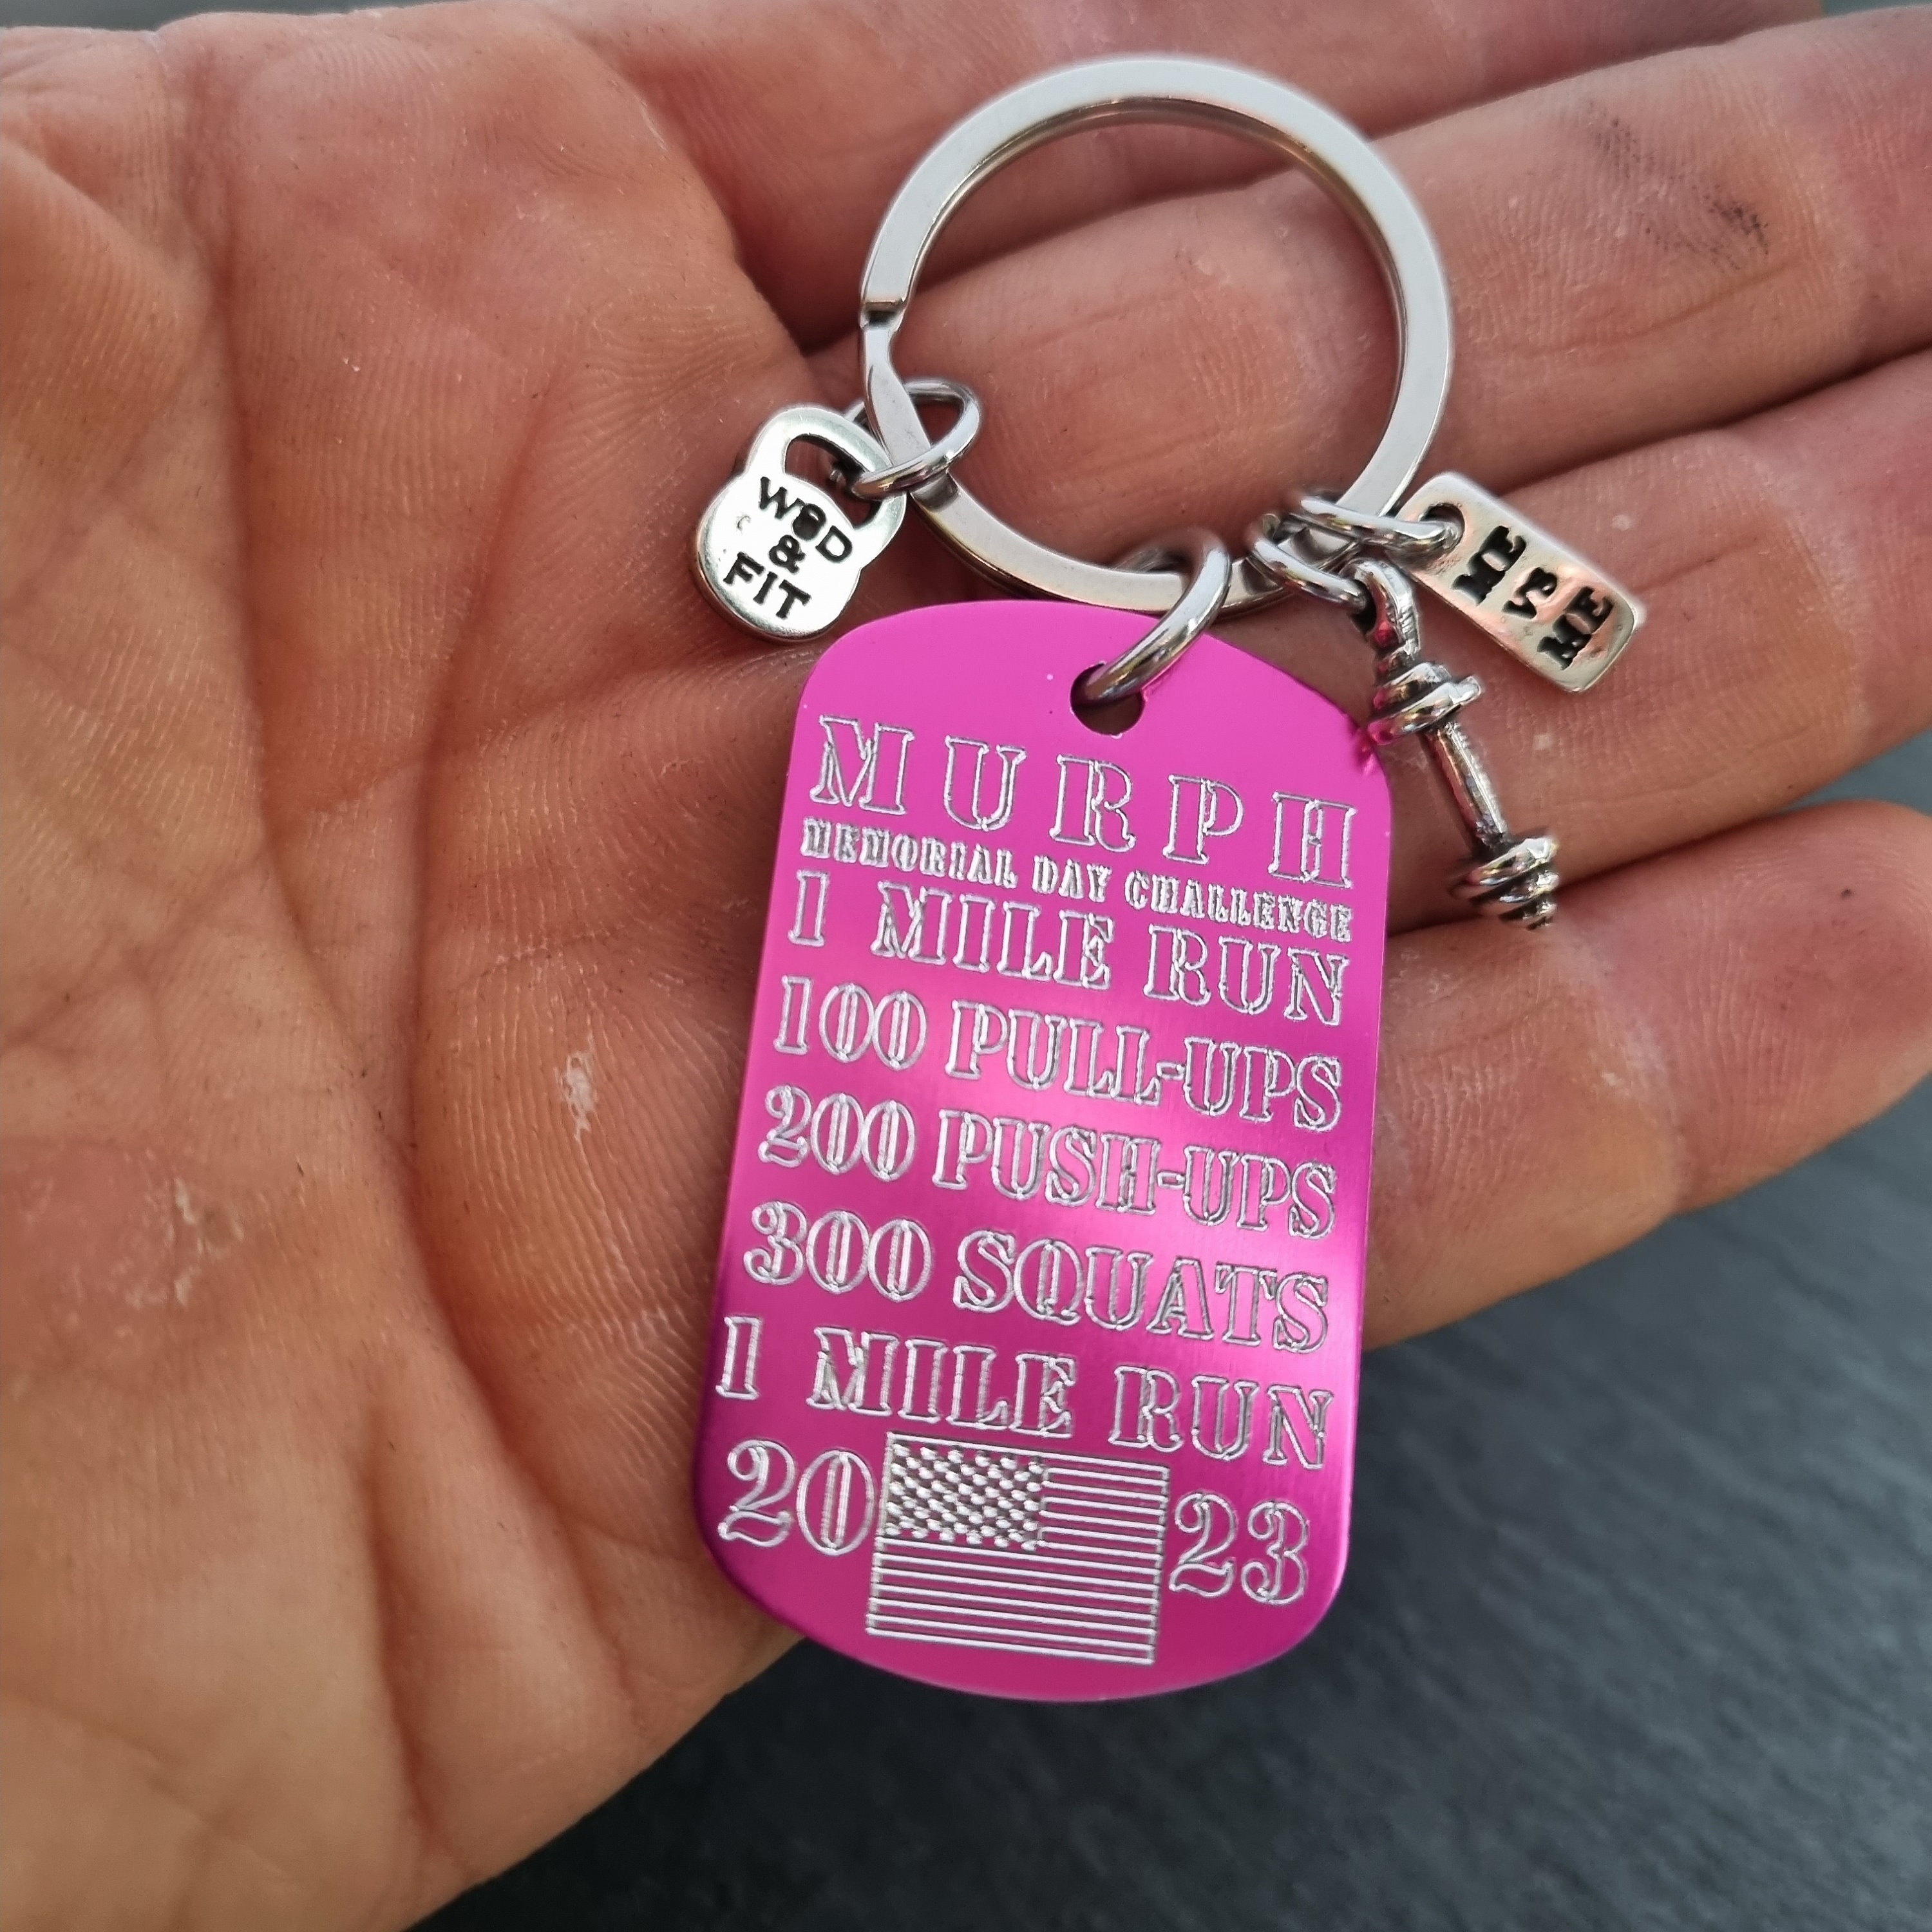 WOD
&
FIT
ME
VS
ME
MURPH
MEMORIAL DAY CHALLENGE
1 MILE RUN
100 PULL-UPS
200 PUSH-UPS
300 SQUATS
1 MILE RUN
20 23